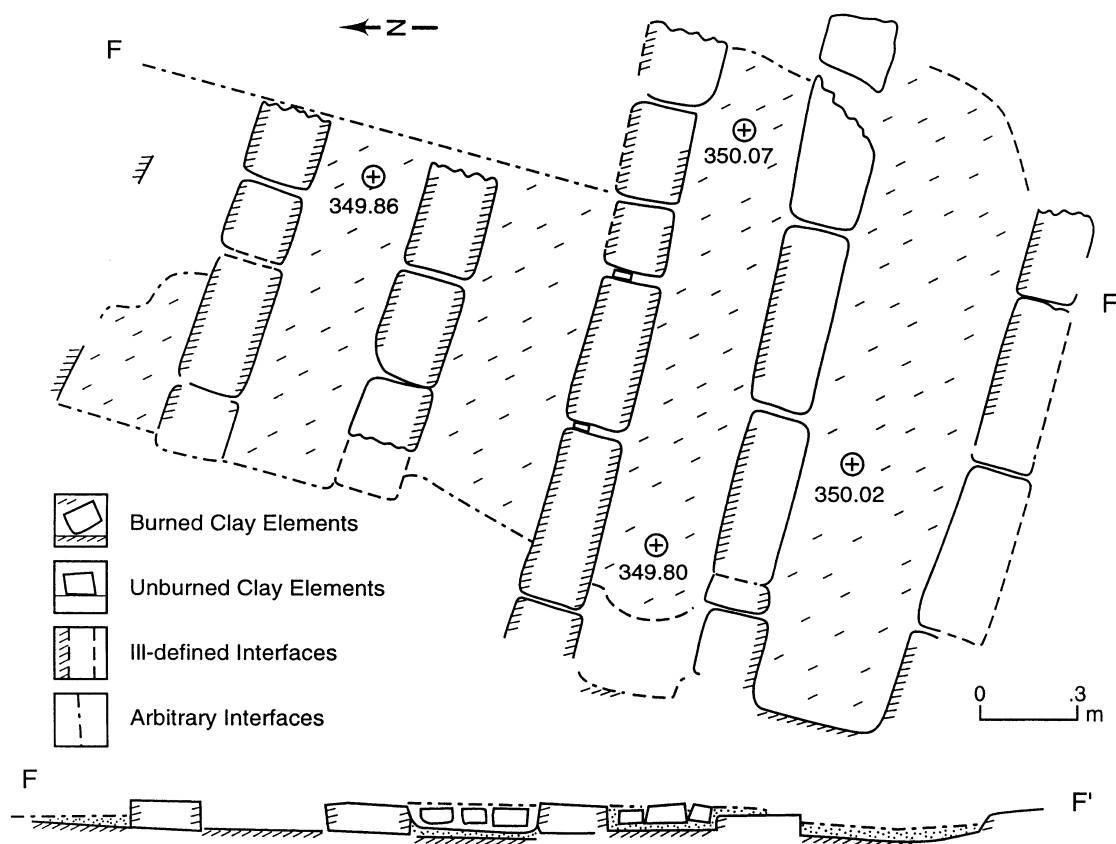 F
N
350.07
349.86
F
350.02
349.80
Burned Clay Elements
Unburned Clay Elements
Ill-defined Interfaces
Arbitrary Interfaces
0 .3
m
F F'